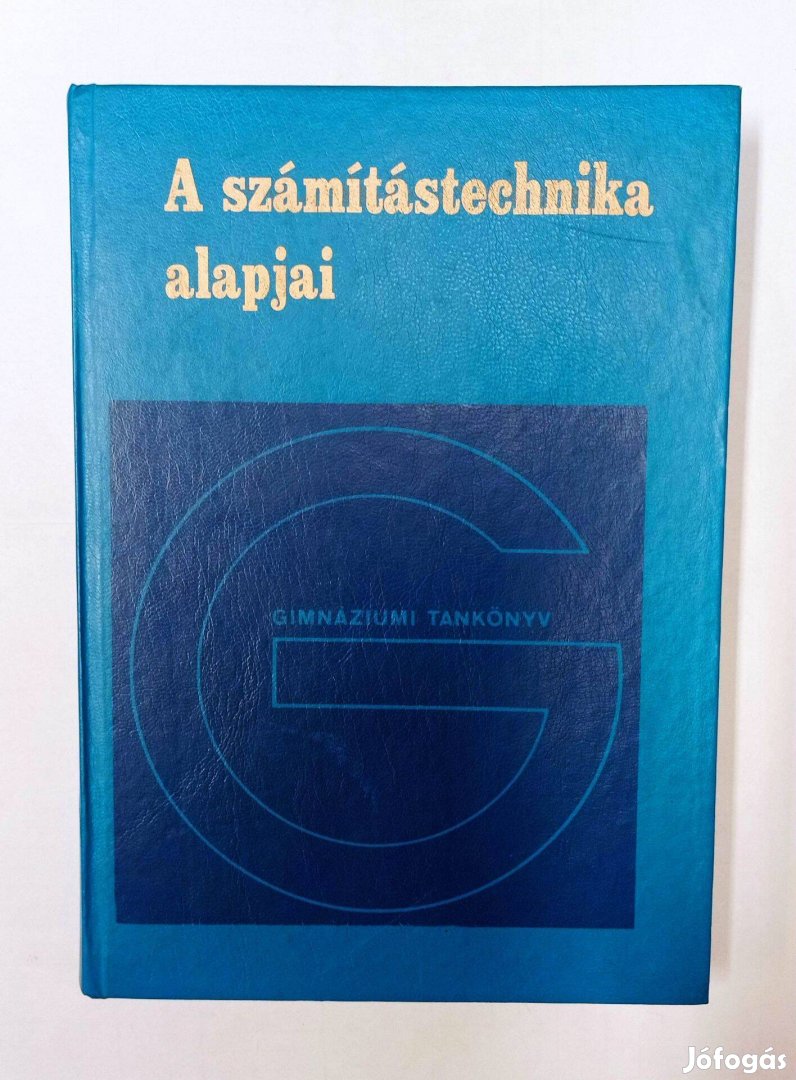 A számítástechnika
alapjai
GIMNÁZIUMI TANKÖNYV
Jófogás